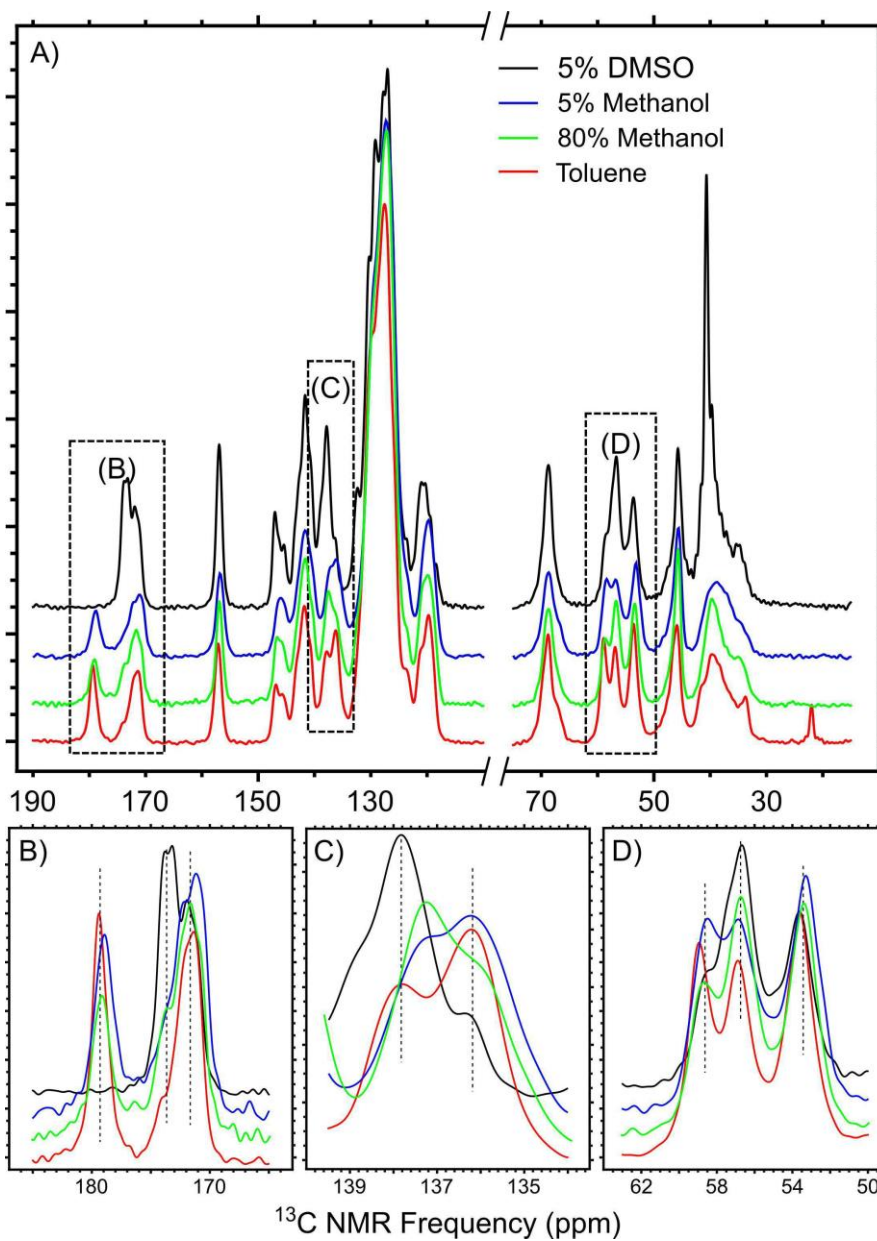 A)
5% DMSO
5% Methanol
80% Methanol
Toluene
(B)
(C)
(D)
190 170 150 130 70 50 30
B) C) D)
180 170 139 137 136 135 62 58 54 50
13C NMR Frequency (ppm)